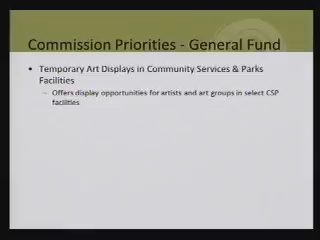 Commission Priorities - General Fund
• Temporary Art Displays in Community Services & Parks
Facilities
– Offers display opportunities for artists and art groups in select CSP
facilities